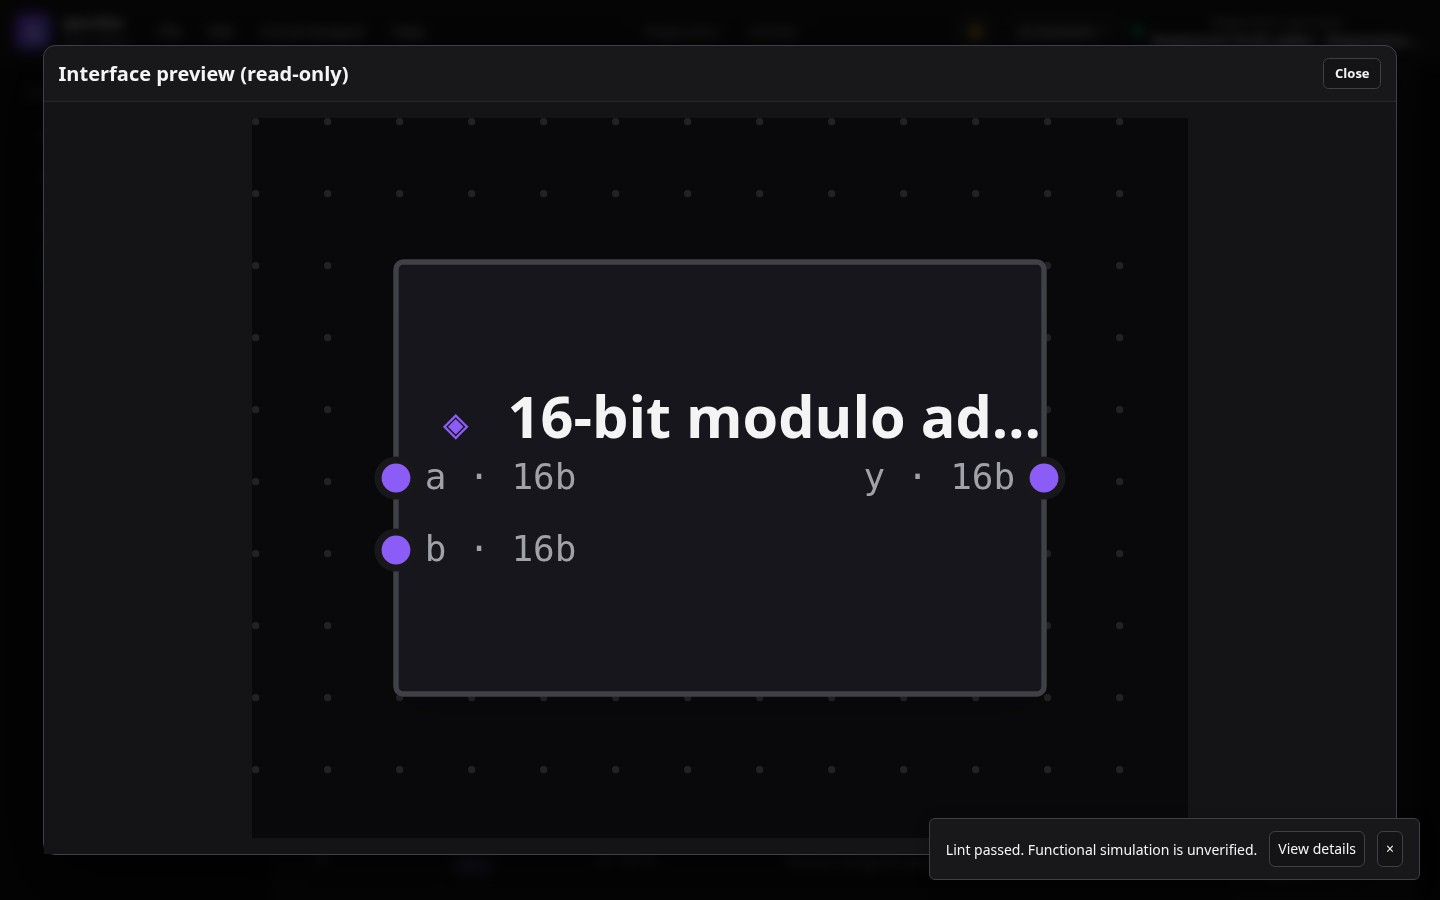 Interface preview (read-only)
Close
◈ 16-bit modulo ad...
a · 16b
y · 16b
b · 16b
Lint passed. Functional simulation is unverified.
View details
×